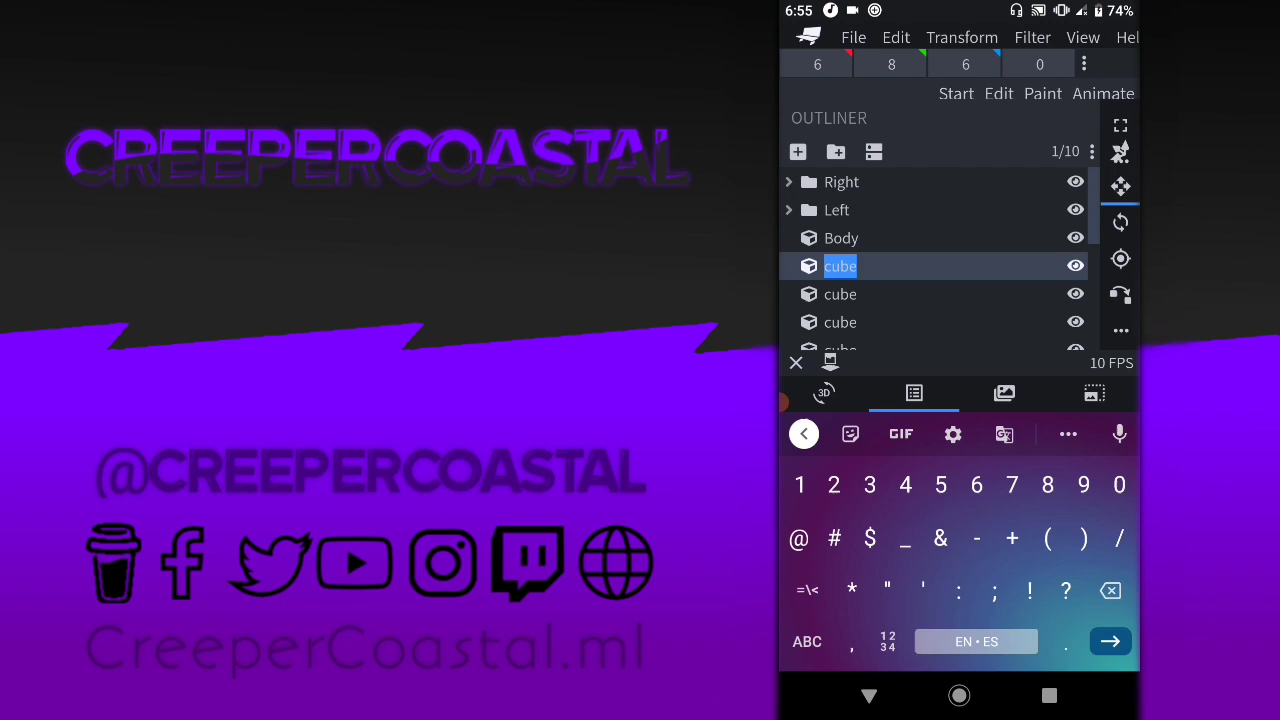 CREEPERCOASTAL
@CREEPERCOASTAL
CreeperCoastal.ml
6:55 74%
File Edit Transform Filter View Hel
6 8 6 0
Start Edit Paint Animate
OUTLINER
1/10
Right
Left
Body
cube
cube
cube
cube
10 FPS
3D
GIF
1 2 3 4 5 6 7 8 9 0
@ # $ _ & - + ( ) /
=\< * " ' : ; ! ?
ABC , 12 34 EN • ES .